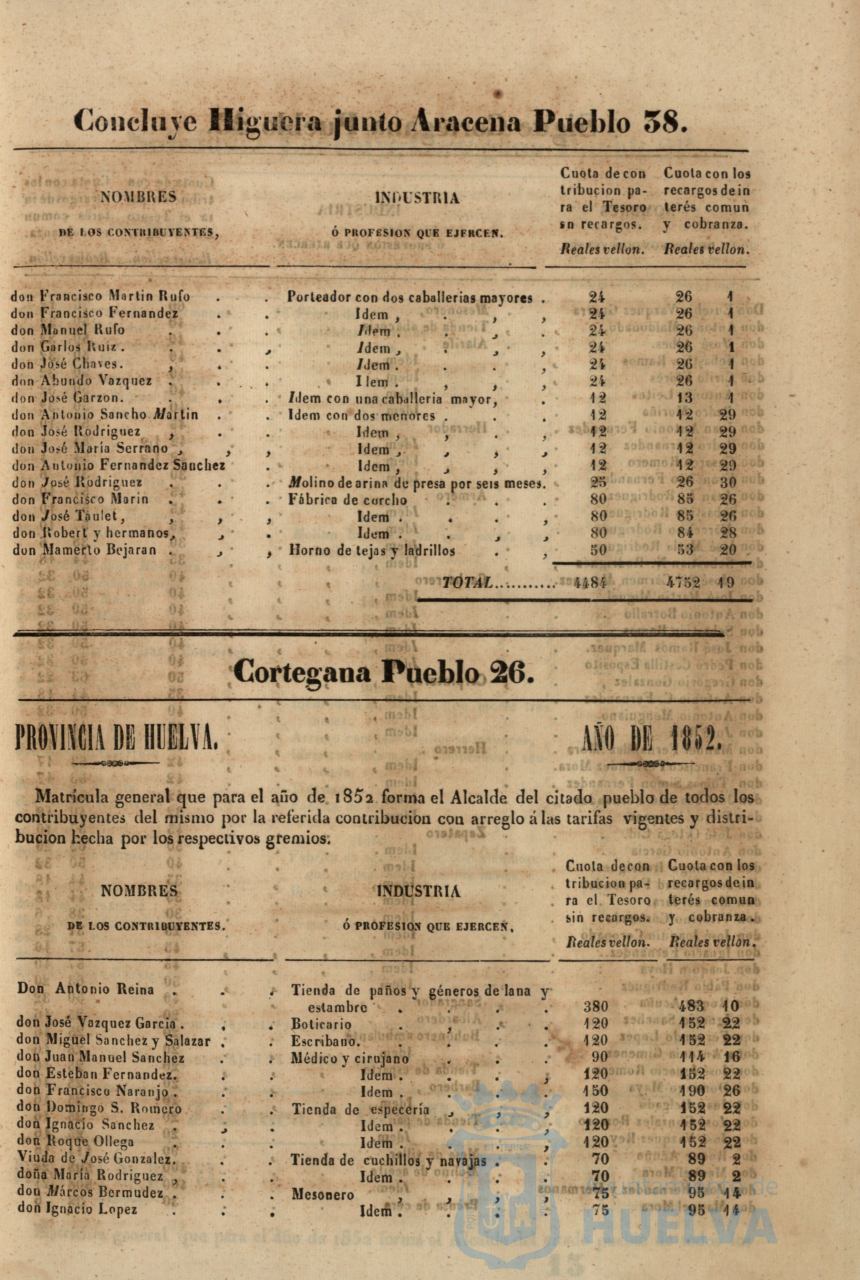 Concluye Higuera junto Aracena Pueblo 38.
NOMBRES
DE LOS CONTRIBUYENTES,
INDUSTRIA
Ó PROFESION QUE EJERCEN.
Cuota de con
tribucion pa-
ra el Tesoro
sn recargos.
Reales vellon.
Cuota con los
recargos de in
terés comun
y cobranza.
Reales vellon.
don Francisco Martin Rufo . . Porteador con dos caballerias mayores . 24 26 1
don Francisco Fernandez . . Idem , . , , 24 26 1
don Manuel Rufo . . Idem . . , . 24 26 1
don Garlos Ruiz . . . , Idem , . , , 24 26 1
don José Chaves. , . Idem . . . . 24 26 1
don Abundo Vazquez . . . Idem . , , , 24 26 1
don José Garzon. . . Idem con una caballeria mayor, . 12 13 1
don Antonio Sancho Martin . . Idem con dos menores . . . 12 12 29
don José Rodriguez , . . Idem , , . , 12 12 29
don José María Serrano , , , Idem , , , , 12 12 29
don Antonio Fernandez Sanchez . Idem , , , , 12 12 29
don José Rodriguez . . . Molino de arina de presa por seis meses. 25 26 30
don Francisco Marin . . . Fábrica de corcho . . . 80 85 26
don José Taulet, , , , Idem . . . , 80 85 26
don Robert y hermanos, , . Idem . . , , 80 84 28
don Mamerto Bejaran . , , Horno de tejas y ladrillos . , 50 53 20
TOTAL........... 4484 4752 19
Cortegana Pueblo 26.
PROVINCIA DE HUELVA. AÑO DE 1852.
Matrícula general que para el año de 1852 forma el Alcalde del citado pueblo de todos los
contribuyentes del mismo por la referida contribucion con arreglo á las tarifas vigentes y distri-
bucion hecha por los respectivos gremios.
NOMBRES
DE LOS CONTRIBUYENTES.
INDUSTRIA
Ó PROFESION QUE EJERCEN,
Cuota de con
tribucion pa-
ra el Tesoro
sin recargos.
Reales vellon.
Cuota con los
recargos de in
terés comun
y cobranza.
Reales vellon.
Don Antonio Reina . . . Tienda de paños y géneros de lana y
estambre . . . . 380 483 10
don José Vazquez Garcia . , . Boticario . , . . 120 152 22
don Miguel Sanchez y Salazar . . Escribano. . . . . 120 152 22
don Juan Manuel Sanchez . . Médico y cirujano . . . 90 114 16
don Esteban Fernandez. . . Idem . . . , 120 152 22
don Francisco Naranjo . . . Idem . . . . 150 190 26
don Domingo S. Romero . . Tienda de especería , , , 120 152 22
don Ignacio Sanchez . , . Idem . . . , 120 152 22
don Roque Ollega . . Idem . . . , 120 152 22
Viuda de José Gonzalez. . . Tienda de cuchillos y navajas . . 70 89 2
doña María Rodriguez , . . Idem . . . . 70 89 2
don Márcos Bermudez . . . Mesonero , , , 75 95 14
don Ignacio Lopez . . . Idem . . . . 75 95 14
HUELVA